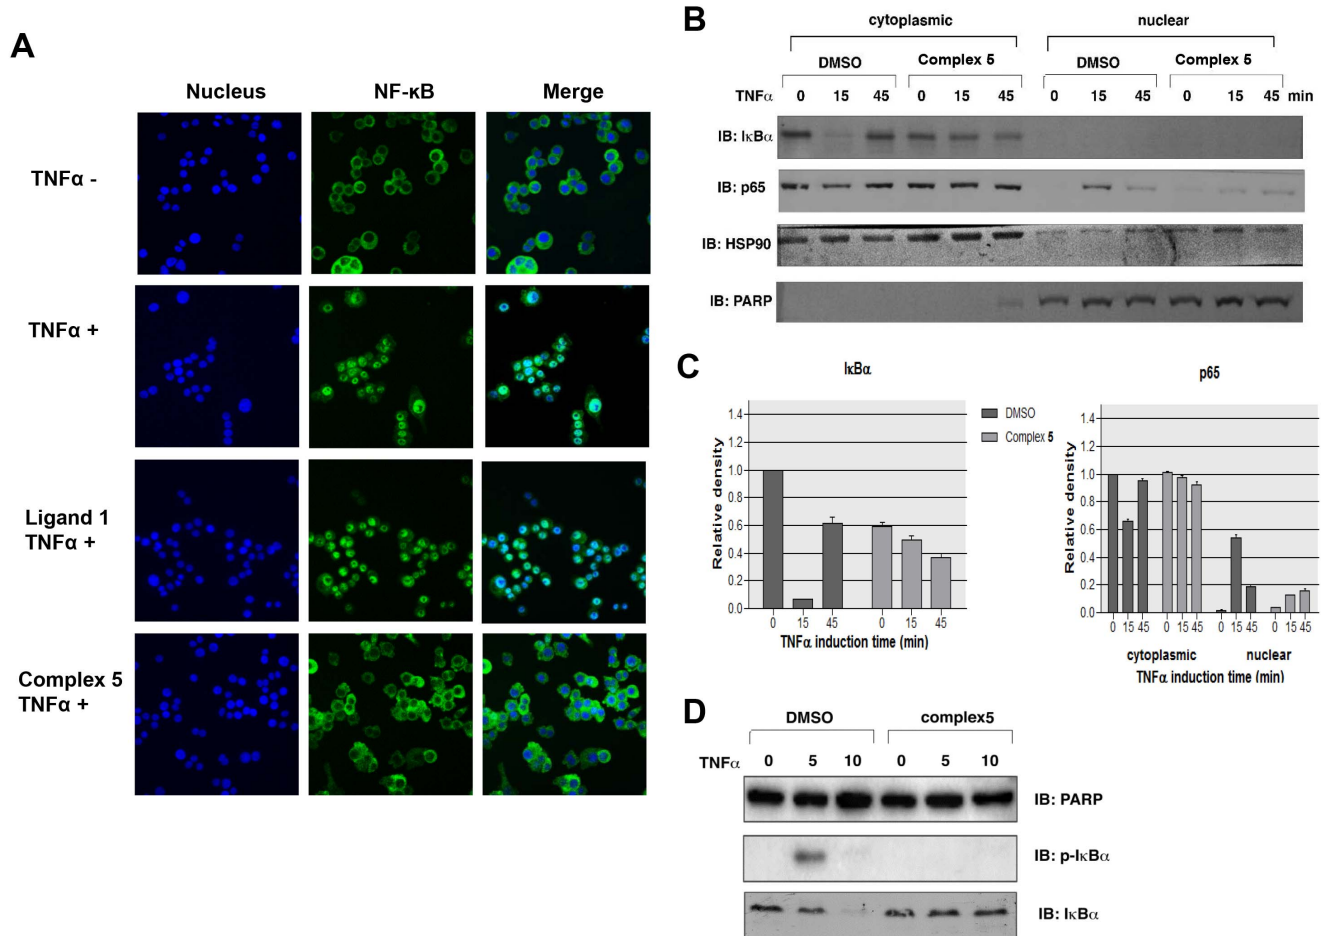 A
Nucleus NF-κB Merge
TNFα -
TNFα +
Ligand 1
TNFα +
Complex 5
TNFα +
B
cytoplasmic nuclear
DMSO Complex 5 DMSO Complex 5
TNFα 0 15 45 0 15 45 0 15 45 0 15 45 min
IB: IκBα
IB: p65
IB: HSP90
IB: PARP
C
IκBα
Relative density
1.4
1.2
1.0
0.8
0.6
0.4
0.2
0.0
0 15 45 0 15 45
TNFα induction time (min)
DMSO
Complex 5
p65
Relative density
1.4
1.2
1.0
0.8
0.6
0.4
0.2
0.0
0 15 45 0 15 45 0 15 45 0 15 45
cytoplasmic nuclear
TNFα induction time (min)
D
DMSO complex5
TNFα 0 5 10 0 5 10
IB: PARP
IB: p-IκBα
IB: IκBα